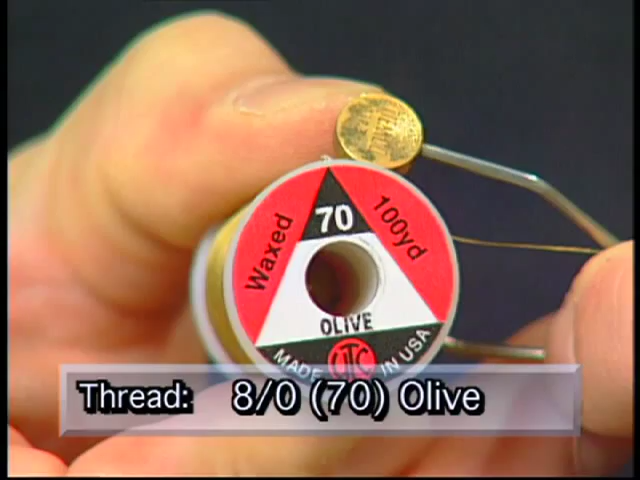 70
Waxed
100yd
OLIVE
MADE UTC IN USA
Thread: 8/0 (70) Olive